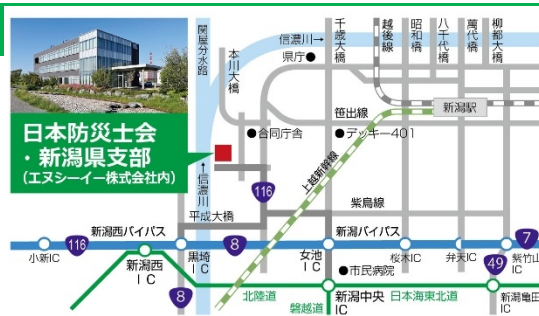 関屋分水路
本川大橋
信濃川→
県庁●
千歳大橋
越後線
昭和大橋
八千代橋
萬代橋
柳都大橋
新潟駅
笹出線
●合同庁舎
●デッキー401
日本防災士会
・新潟県支部
(エヌシーイー株式会社内)
←信濃川
116
上越新幹線
平成大橋
紫鳥線
新潟西バイパス
新潟バイパス
116
8
7
小新IC
新潟西
IC
黒埼
IC
女池
IC
桜木IC
弁天IC
紫竹山
IC
49
●市民病院
8
北陸道
磐越道
新潟中央
IC
日本海東北道
新潟亀田
IC